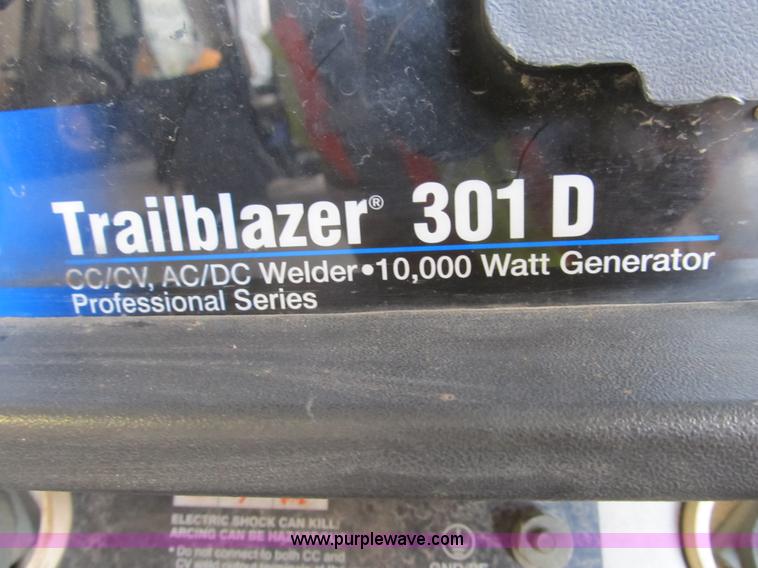 Trailblazer® 301 D
CC/CV, AC/DC Welder • 10,000 Watt Generator
Professional Series
ELECTRIC SHOCK CAN KILL/
ARCING CAN BE
• Do not connect to both CC and
www.purplewave.com